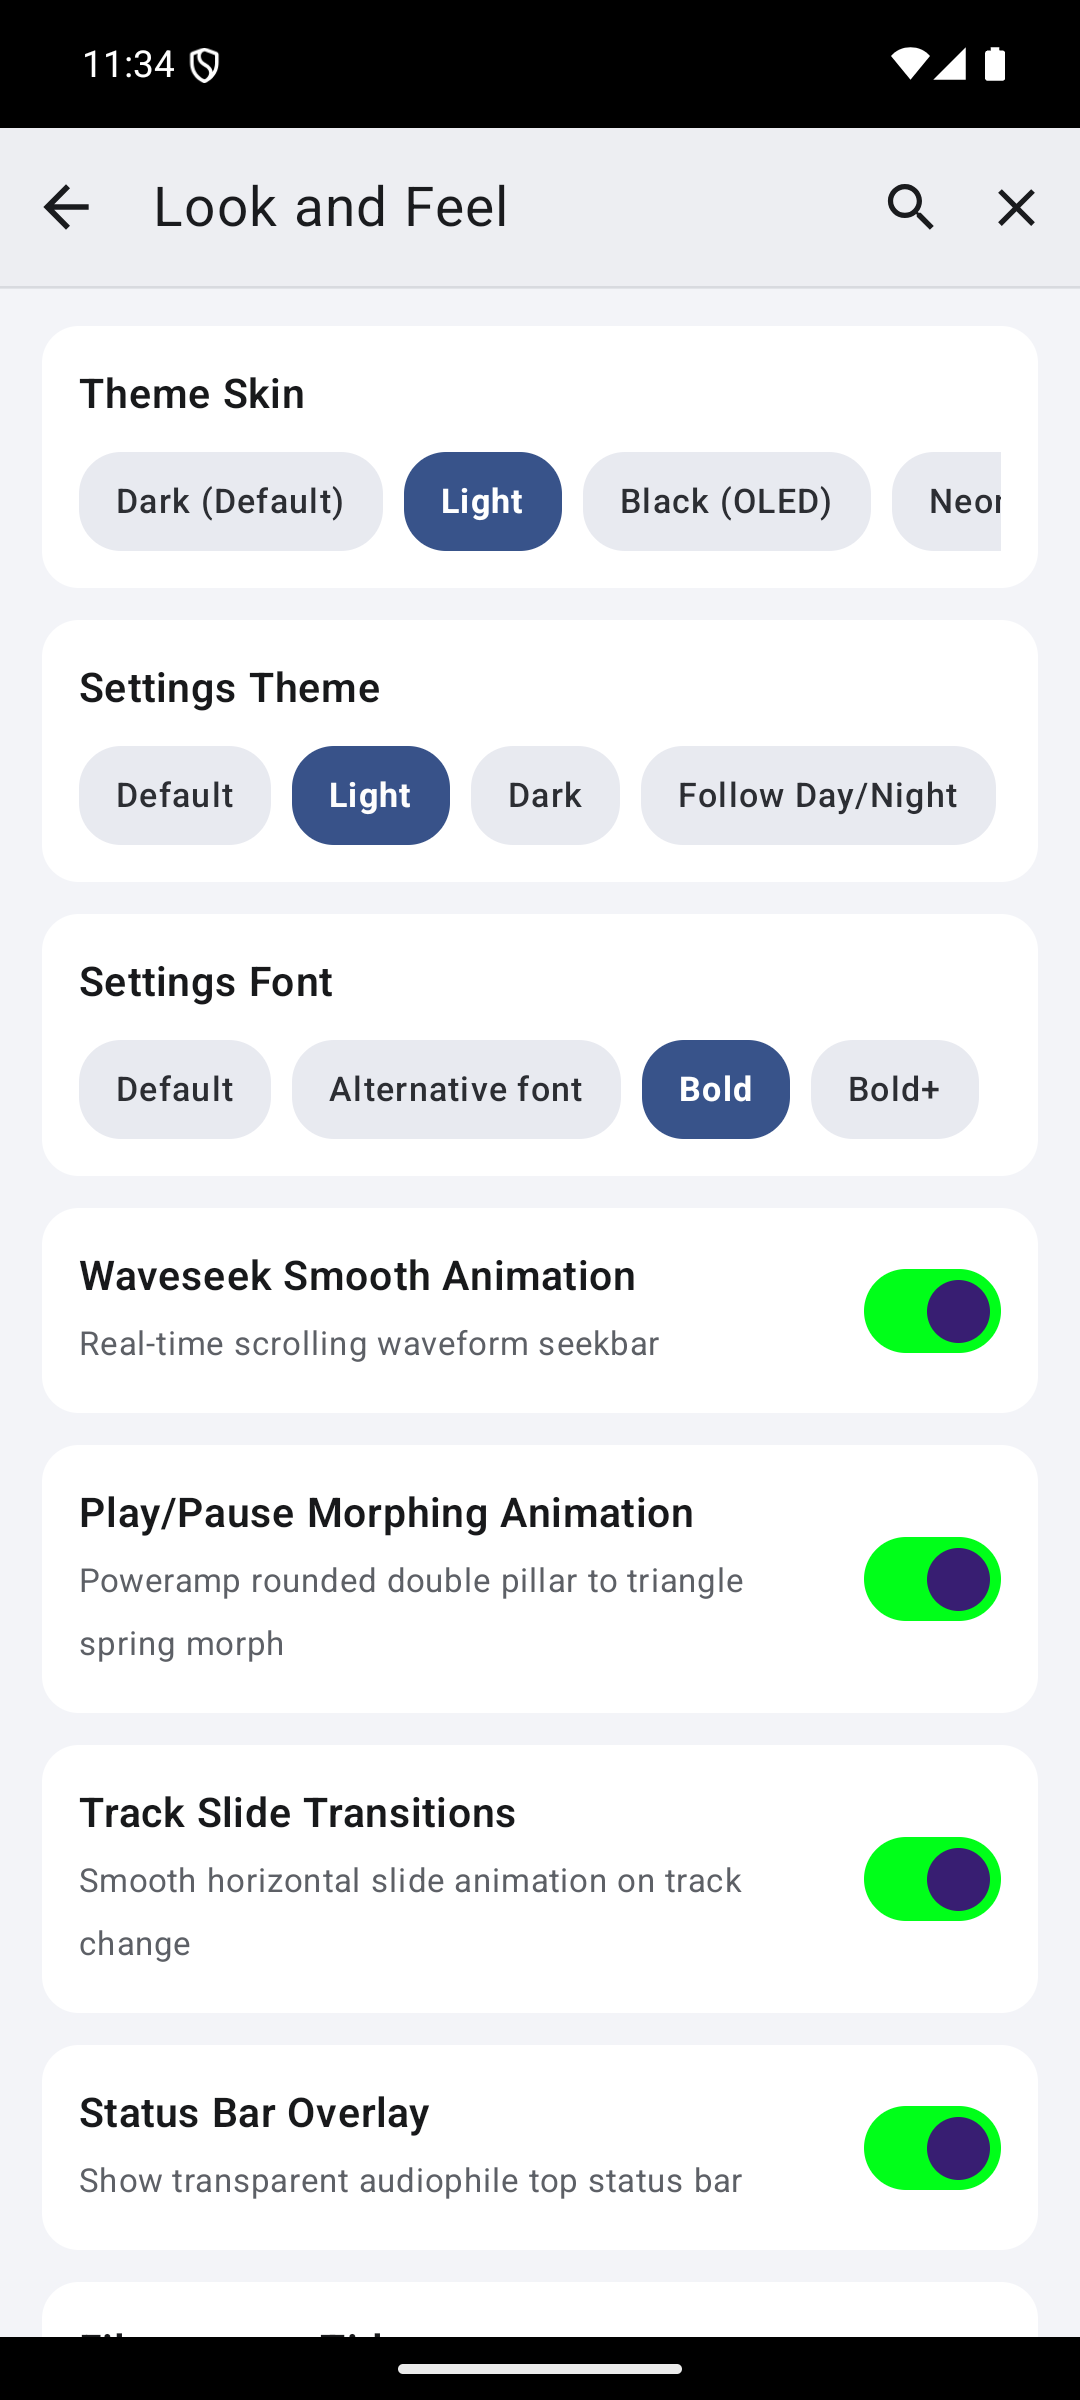 11:34
Look and Feel
Theme Skin
Dark (Default) Light Black (OLED)
Settings Theme
Default Light Dark Follow Day/Night
Settings Font
Default Alternative font Bold Bold+
Waveseek Smooth Animation
Real-time scrolling waveform seekbar
Play/Pause Morphing Animation
Poweramp rounded double pillar to triangle
spring morph
Track Slide Transitions
Smooth horizontal slide animation on track
change
Status Bar Overlay
Show transparent audiophile top status bar